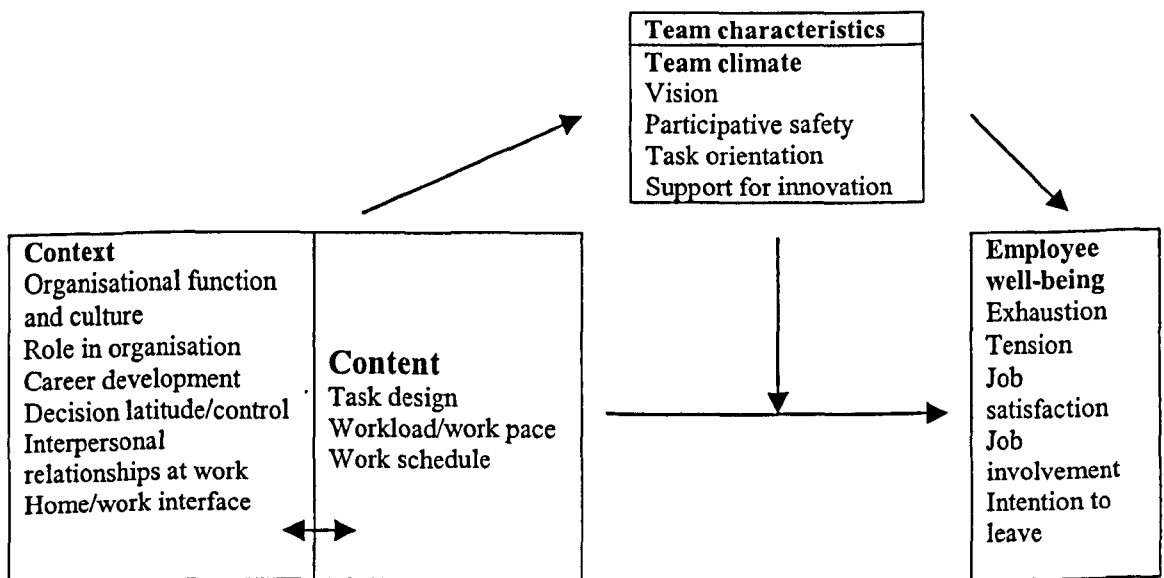 Team characteristics
Team climate
Vision
Participative safety
Task orientation
Support for innovation
Context
Organisational function
and culture
Role in organisation
Career development
Decision latitude/control
Interpersonal
relationships at work
Home/work interface
Content
Task design
Workload/work pace
Work schedule
Employee
well-being
Exhaustion
Tension
Job
satisfaction
Job
involvement
Intention to
leave